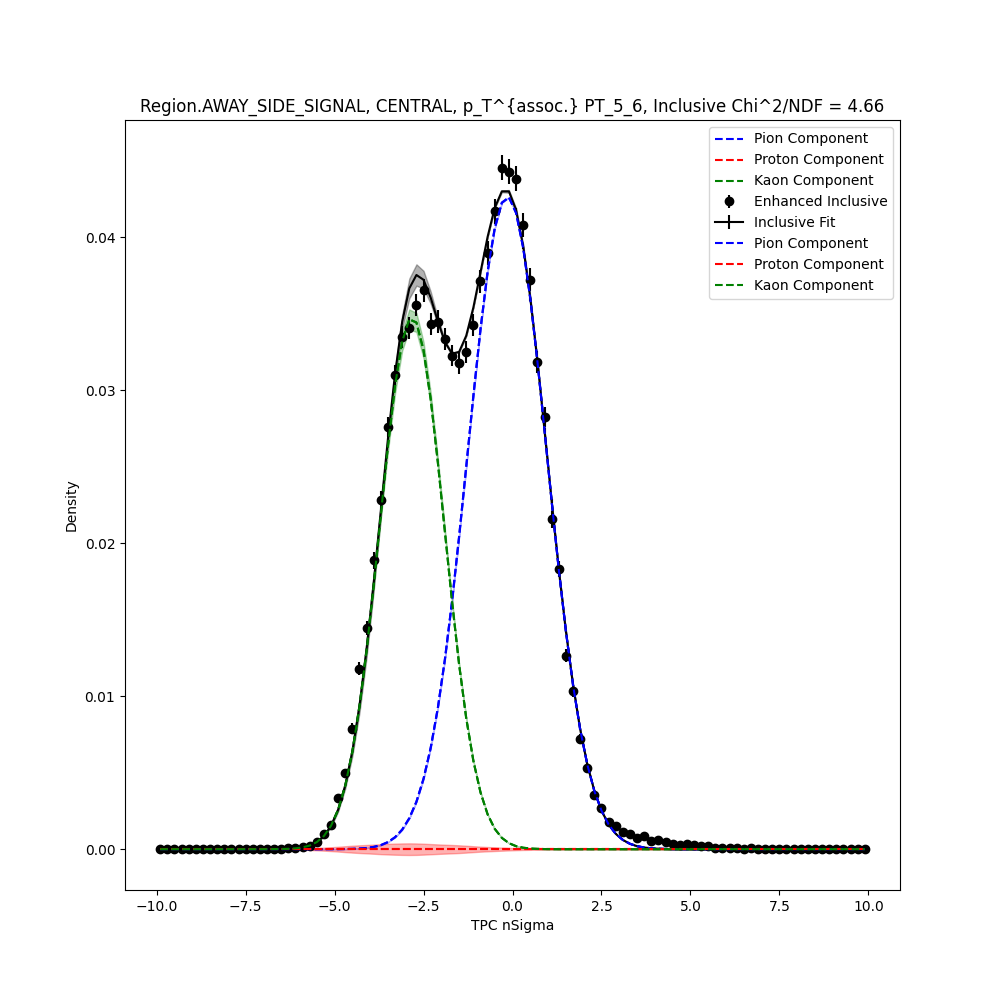 Region.AWAY_SIDE_SIGNAL, CENTRAL, p_T^{assoc.} PT_5_6, Inclusive Chi^2/NDF = 4.66
Pion Component
Proton Component
Kaon Component
Enhanced Inclusive
Inclusive Fit
Pion Component
Proton Component
Kaon Component
0.04
0.03
0.02
0.01
0.00
Density
−10.0 −7.5 −5.0 −2.5 0.0 2.5 5.0 7.5 10.0
TPC nSigma